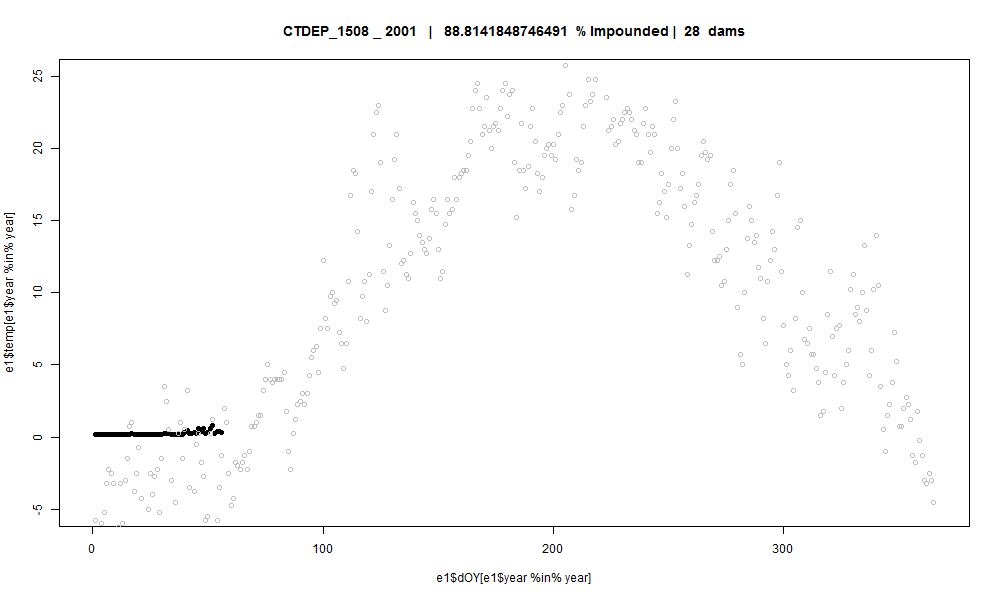 CTDEP_1508 _ 2001 | 88.8141848746491 % Impounded | 28 dams
e1$temp[e1$year %in% year]
25
20
15
10
5
0
-5
0 100 200 300
e1$dOY[e1$year %in% year]